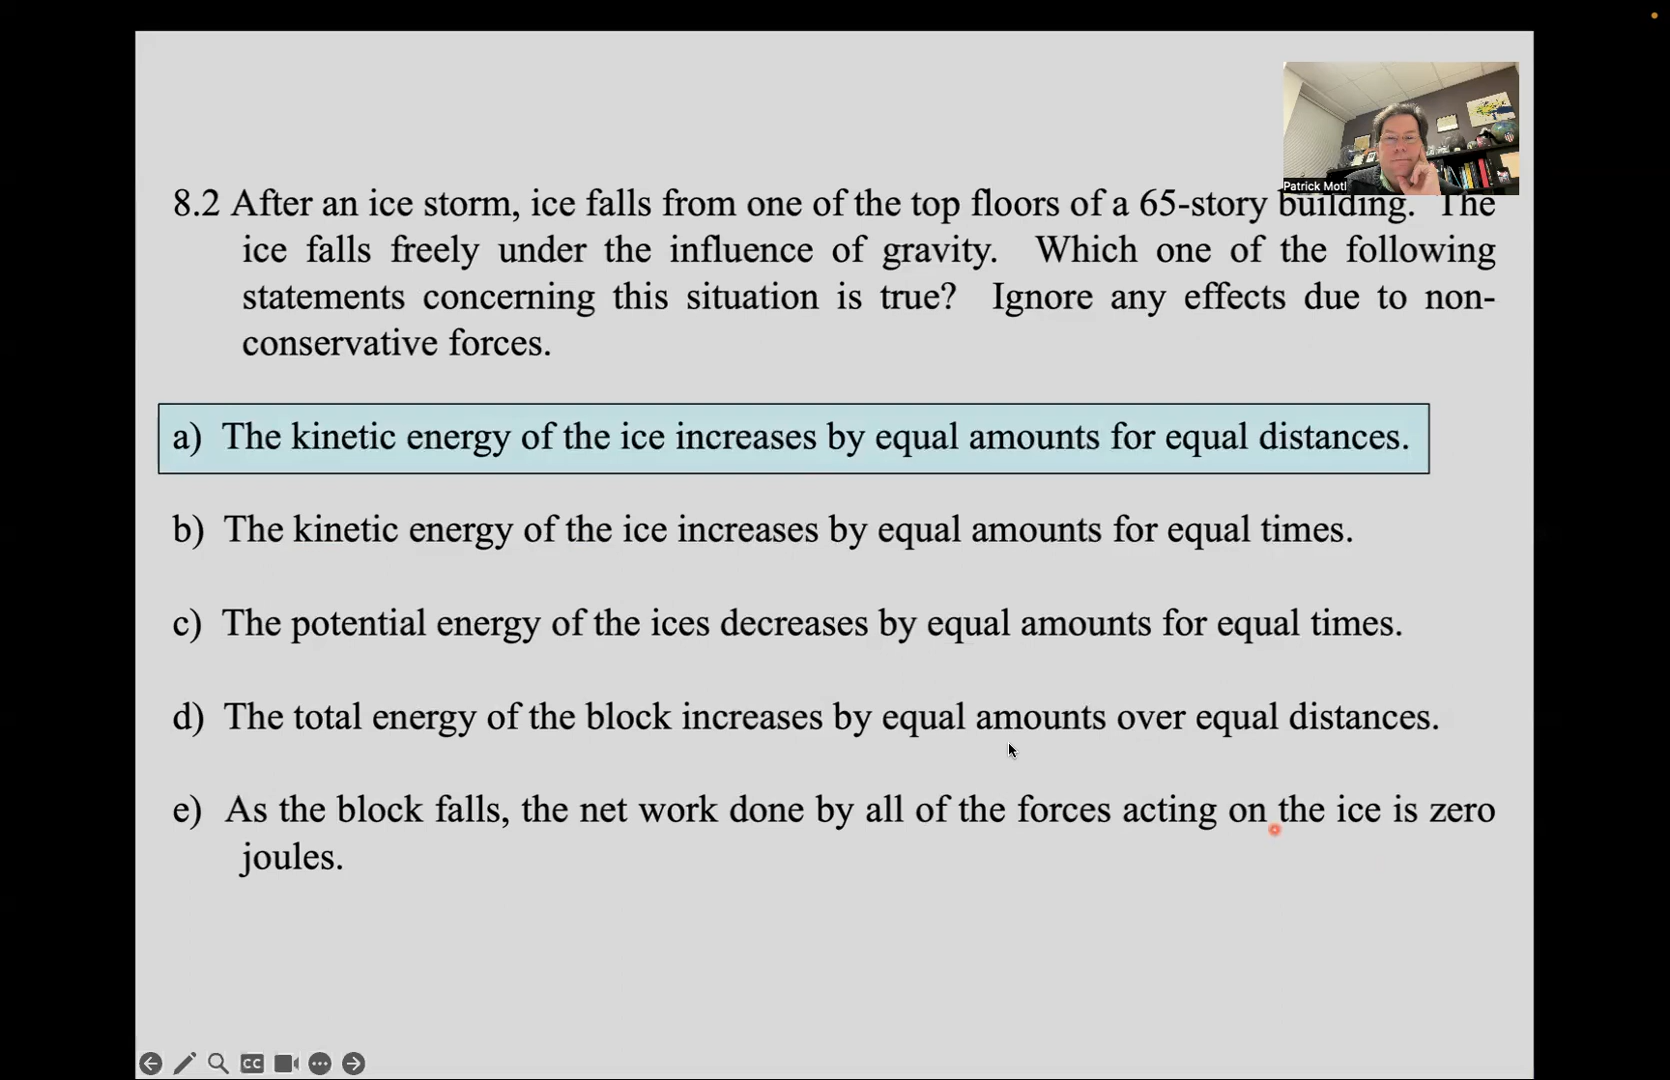 Patrick Motl
8.2 After an ice storm, ice falls from one of the top floors of a 65-story building. The
ice falls freely under the influence of gravity. Which one of the following
statements concerning this situation is true? Ignore any effects due to non-
conservative forces.
a) The kinetic energy of the ice increases by equal amounts for equal distances.
b) The kinetic energy of the ice increases by equal amounts for equal times.
c) The potential energy of the ices decreases by equal amounts for equal times.
d) The total energy of the block increases by equal amounts over equal distances.
e) As the block falls, the net work done by all of the forces acting on the ice is zero
joules.
CC